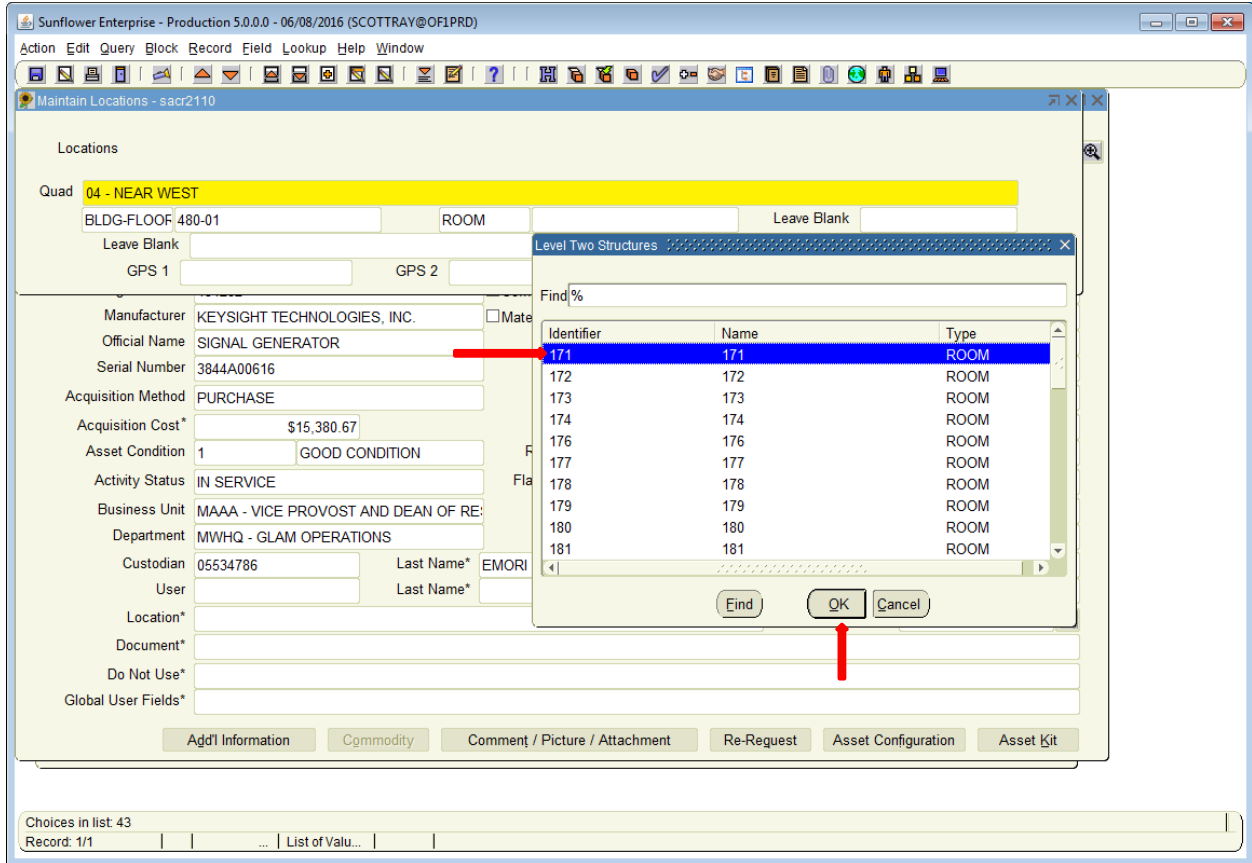 Sunflower Enterprise - Production 5.0.0.0 - 06/08/2016 (SCOTTRAY@OF1PRD)
Action Edit Query Block Record Field Lookup Help Window
Maintain Locations - sacr2110
Locations
Quad 04 - NEAR WEST
BLDG-FLOOR 480-01 ROOM Leave Blank
Leave Blank
GPS 1 GPS 2
Level Two Structures
Find %
Identifier Name Type
171 171 ROOM
172 172 ROOM
173 173 ROOM
174 174 ROOM
176 176 ROOM
177 177 ROOM
178 178 ROOM
179 179 ROOM
180 180 ROOM
181 181 ROOM
Find OK Cancel
Manufacturer KEYSIGHT TECHNOLOGIES, INC. Mate
Official Name SIGNAL GENERATOR
Serial Number 3844A00616
Acquisition Method PURCHASE
Acquisition Cost* $15,380.67
Asset Condition 1 GOOD CONDITION
Activity Status IN SERVICE Fla
Business Unit MAAA - VICE PROVOST AND DEAN OF RE
Department MWHQ - GLAM OPERATIONS
Custodian 05534786 Last Name* EMORI
User Last Name*
Location*
Document*
Do Not Use*
Global User Fields*
Add'l Information Commodity Comment / Picture / Attachment Re-Request Asset Configuration Asset Kit
Choices in list: 43
Record: 1/1 ... List of Valu...